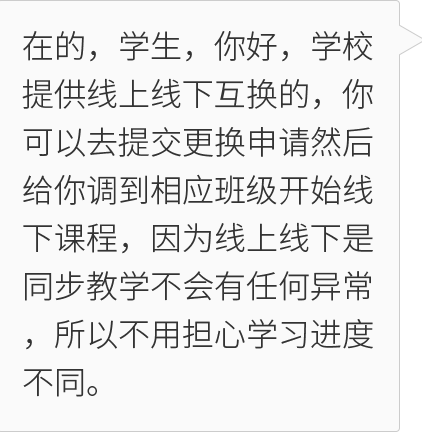 在的，学生，你好，学校
提供线上线下互换的，你
可以去提交更换申请然后
给你调到相应班级开始线
下课程，因为线上线下是
同步教学不会有任何异常
，所以不用担心学习进度
不同。